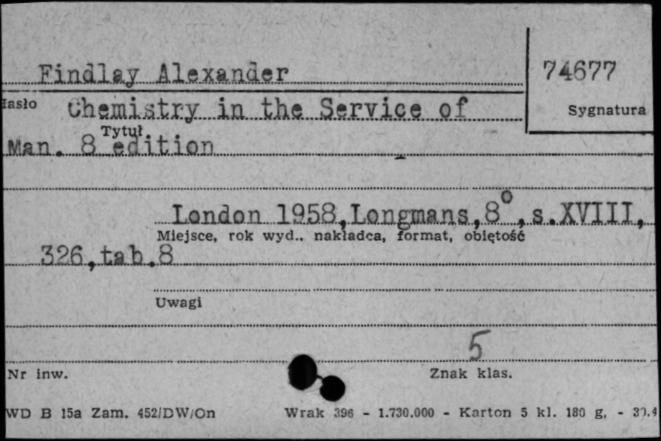 Findlay Alexander
74677
Hasło Chemistry in the Service of
Sygnatura
Tytuł
Man. 8 edition
London 1958,Longmans,8°,s.XVIII,
Miejsce, rok wyd., nakładca, format, objętość
326,tab.8
Uwagi
5
Nr inw.
Znak klas.
WD B 15a Zam. 452/DW/On Wrak 396 - 1.730.000 - Karton 5 kl. 180 g, -